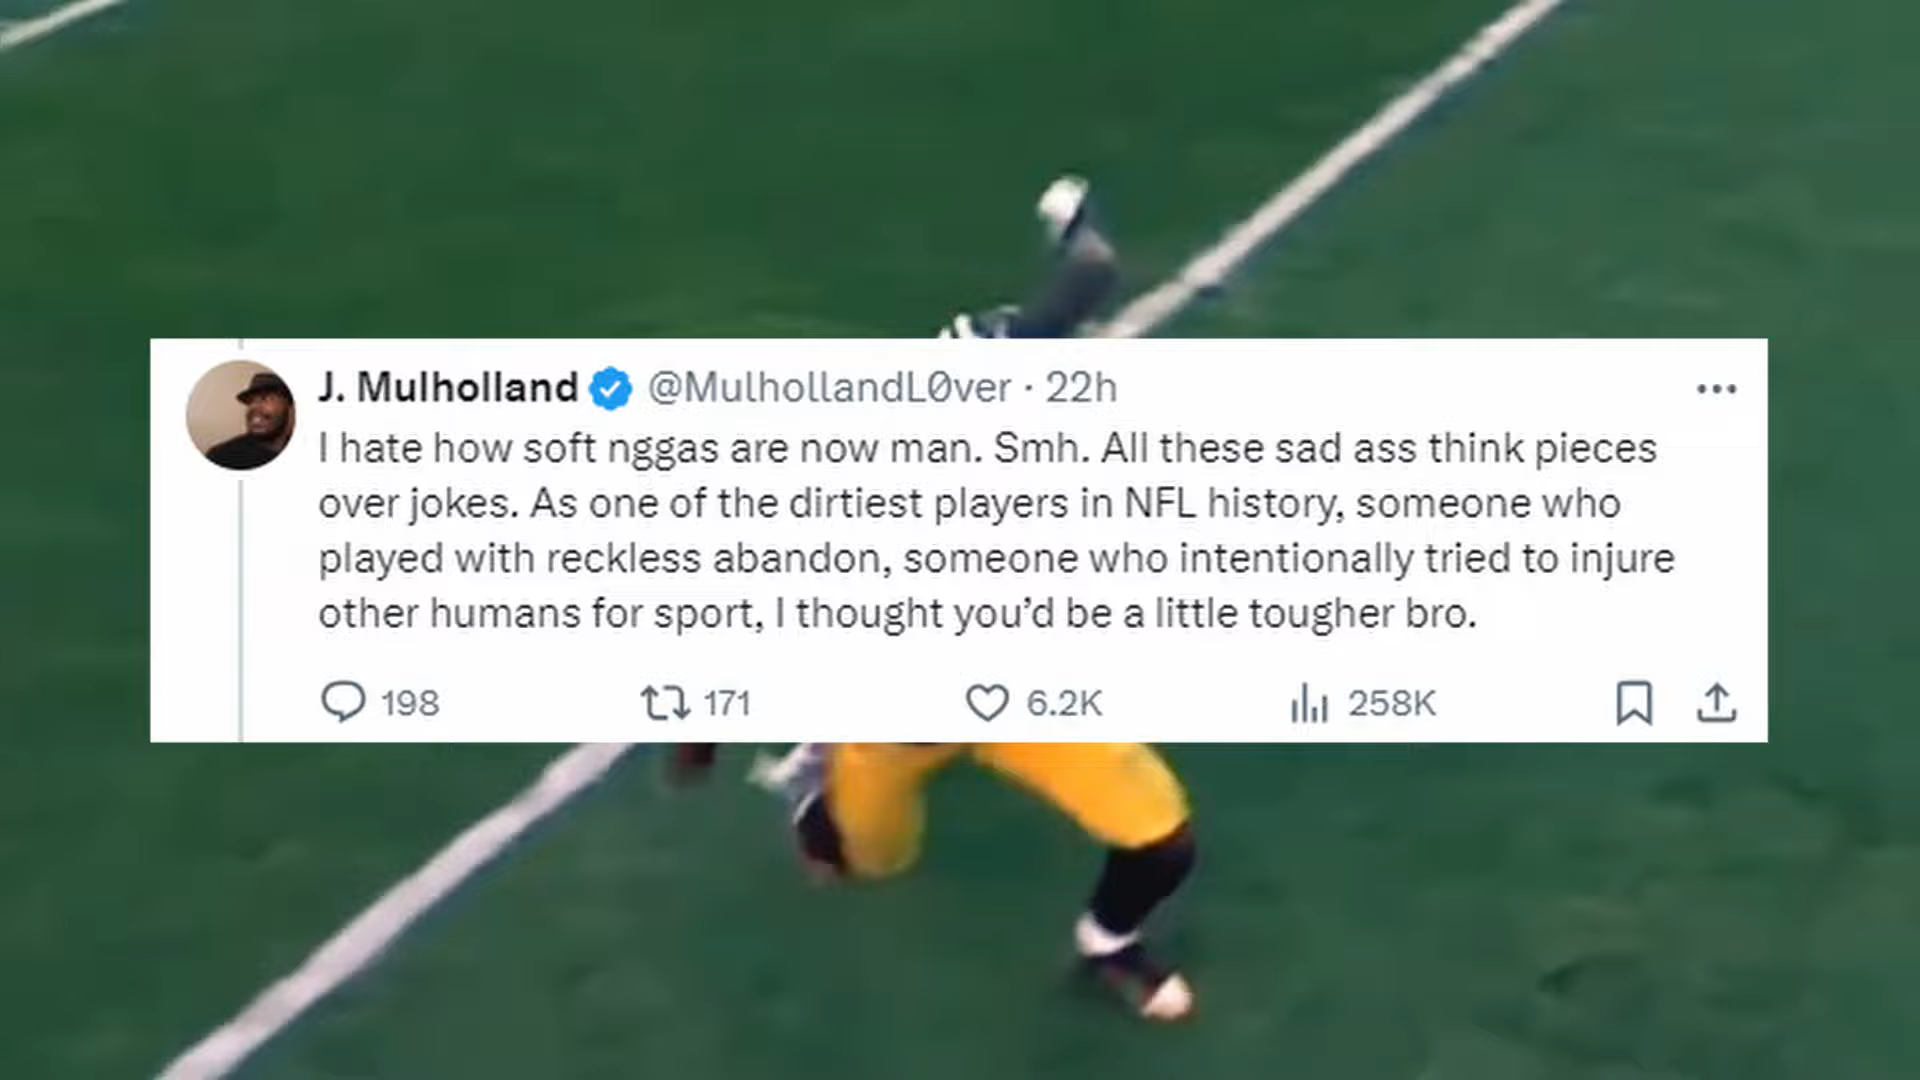 J. Mulholland @MulhollandL0ver · 22h
I hate how soft nggas are now man. Smh. All these sad ass think pieces
over jokes. As one of the dirtiest players in NFL history, someone who
played with reckless abandon, someone who intentionally tried to injure
other humans for sport, I thought you’d be a little tougher bro.
198 171 6.2K 258K